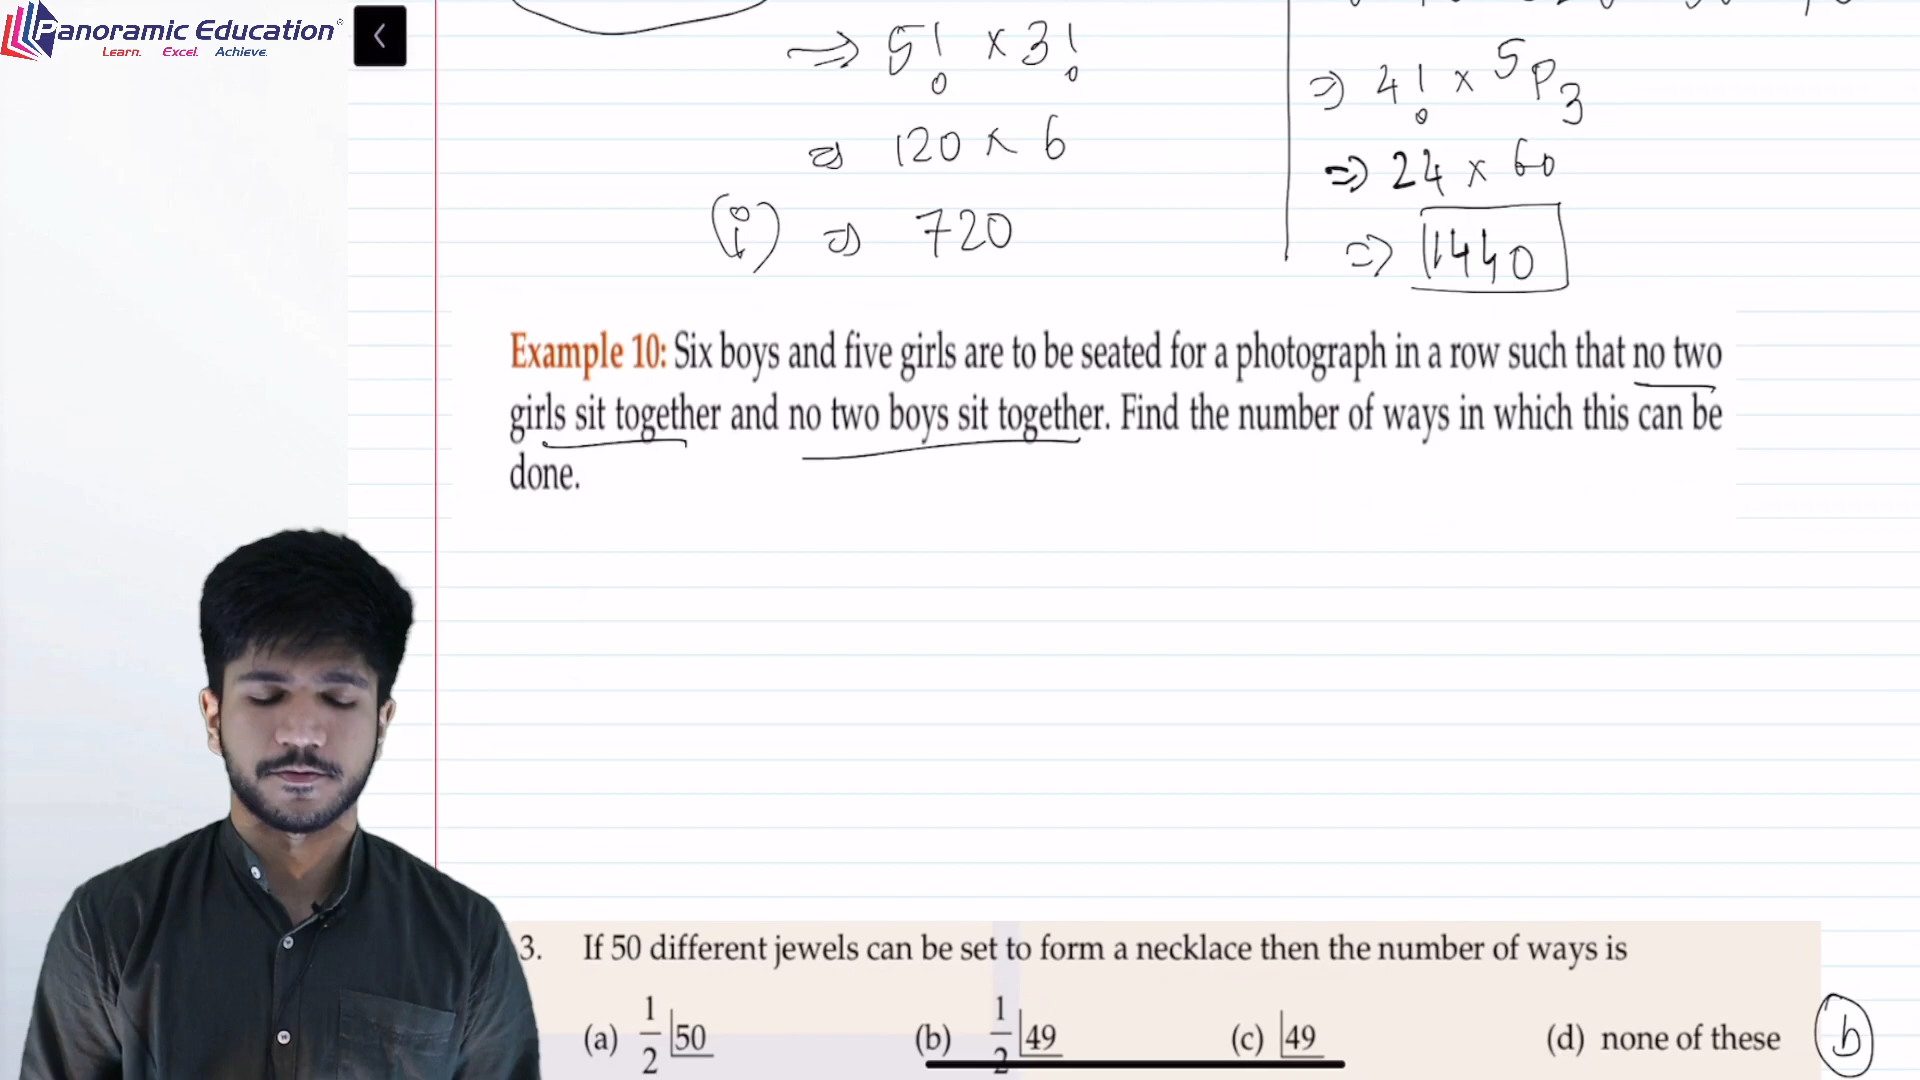 Panoramic Education®
Learn. Excel. Achieve.
⇒ 5! × 3!
⇒ 120 × 6
(i) ⇒ 720
⇒ 4! × ⁵P₃
⇒ 24 × 60
⇒ 1440
Example 10: Six boys and five girls are to be seated for a photograph in a row such that no two
girls sit together and no two boys sit together. Find the number of ways in which this can be
done.
3. If 50 different jewels can be set to form a necklace then the number of ways is
(a) 1/2 |50 (b) 1/2 |49 (c) |49 (d) none of these
b